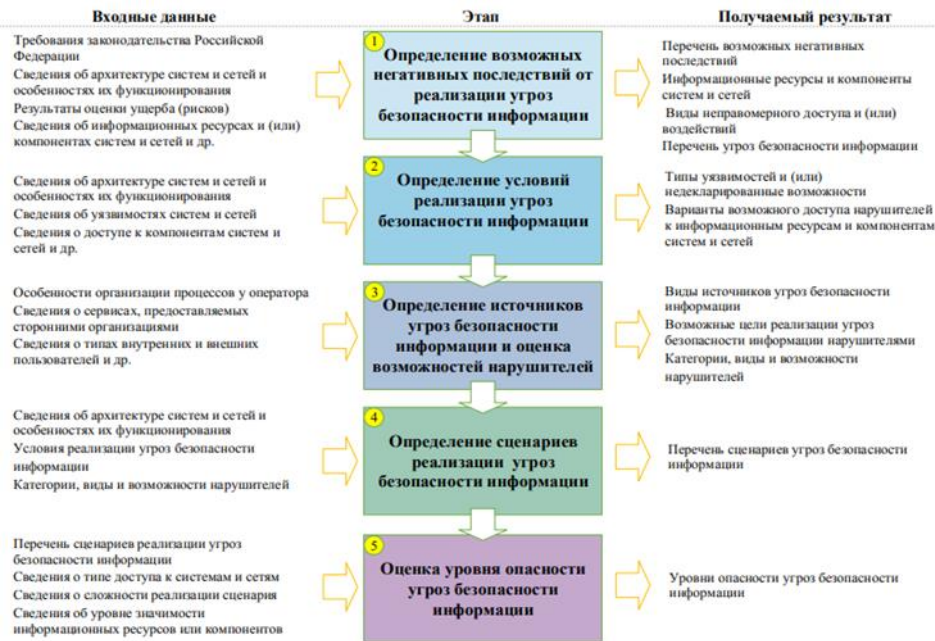 Входные данные
Этап
Получаемый результат
Требования законодательства Российской
Федерации
Сведения об архитектуре систем и сетей и
особенностях их функционирования
Результаты оценки ущерба (рисков)
Сведения об информационных ресурсах и (или)
компонентах систем и сетей и др.
1
Определение возможных
негативных последствий от
реализации угроз
безопасности информации
Перечень возможных негативных
последствий
Информационные ресурсы и компоненты
систем и сетей
Виды неправомерного доступа и (или)
воздействий
Перечень угроз безопасности информации
Сведения об архитектуре систем и сетей и
особенностях их функционирования
Сведения об уязвимостях систем и сетей
Сведения о доступе к компонентам систем и
сетей и др.
2
Определение условий
реализации угроз
безопасности информации
Типы уязвимостей и (или)
недекларированные возможности
Варианты возможного доступа нарушителей
к информационным ресурсам и компонентам
систем и сетей
Особенности организации процессов у оператора
Сведения о сервисах, предоставляемых
сторонними организациями
Сведения о типах внутренних и внешних
пользователей и др.
3
Определение источников
угроз безопасности
информации и оценка
возможностей нарушителей
Виды источников угроз безопасности
информации
Возможные цели реализации угроз
безопасности информации нарушителями
Категории, виды и возможности
нарушителей
Сведения об архитектуре систем и сетей и
особенностях их функционирования
Условия реализации угроз безопасности
информации
Категории, виды и возможности нарушителей
4
Определение сценариев
реализации угроз
безопасности информации
Перечень сценариев угроз безопасности
информации
Перечень сценариев реализации угроз
безопасности информации
Сведения о типе доступа к системам и сетям
Сведения о сложности реализации сценария
Сведения об уровне значимости
информационных ресурсов или компонентов
5
Оценка уровня опасности
угроз безопасности
информации
Уровни опасности угроз безопасности
информации